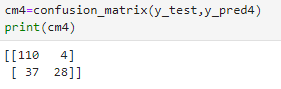 cm4=confusion_matrix(y_test,y_pred4)
print(cm4)
[[110   4]
 [ 37  28]]